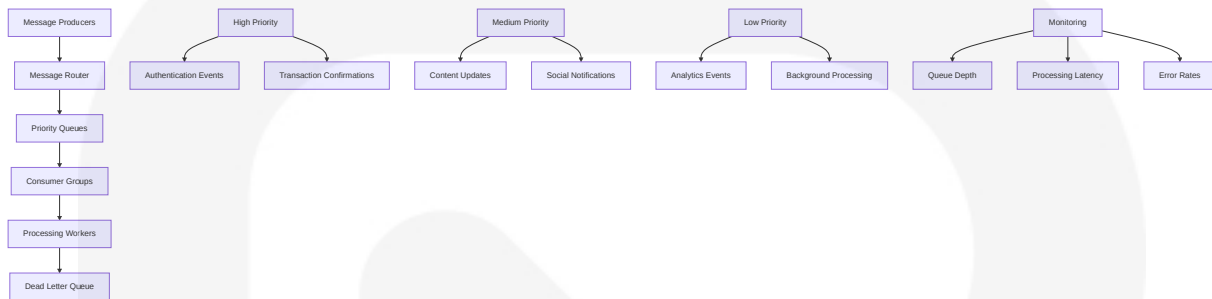 Message Producers
High Priority
Medium Priority
Low Priority
Monitoring
Message Router
Authentication Events
Transaction Confirmations
Content Updates
Social Notifications
Analytics Events
Background Processing
Queue Depth
Processing Latency
Error Rates
Priority Queues
Consumer Groups
Processing Workers
Dead Letter Queue